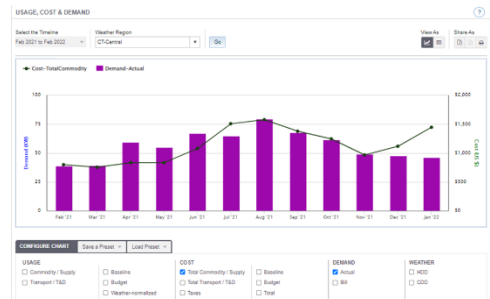 USAGE, COST & DEMAND
?
Select the Timeline
Weather Region
View As
Share As
Feb 2021 to Feb 2022
CT-Central
Go
Cost-TotalCommodity
Demand-Actual
100
75
50
25
0
Demand (kW)
$2,000
$1,500
$1,000
$500
$0
Cost (US $)
Feb '21
Mar '21
Apr '21
May '21
Jun '21
Jul '21
Aug '21
Sep '21
Oct '21
Nov '21
Dec '21
Jan '22
CONFIGURE CHART
Save a Preset
Load Preset
USAGE
COST
DEMAND
WEATHER
Commodity / Supply
Baseline
Total Commodity / Supply
Baseline
Actual
HDD
Transport / T&D
Budget
Total Transport / T&D
Budget
Bill
CDD
Weather-normalized
Taxes
Total